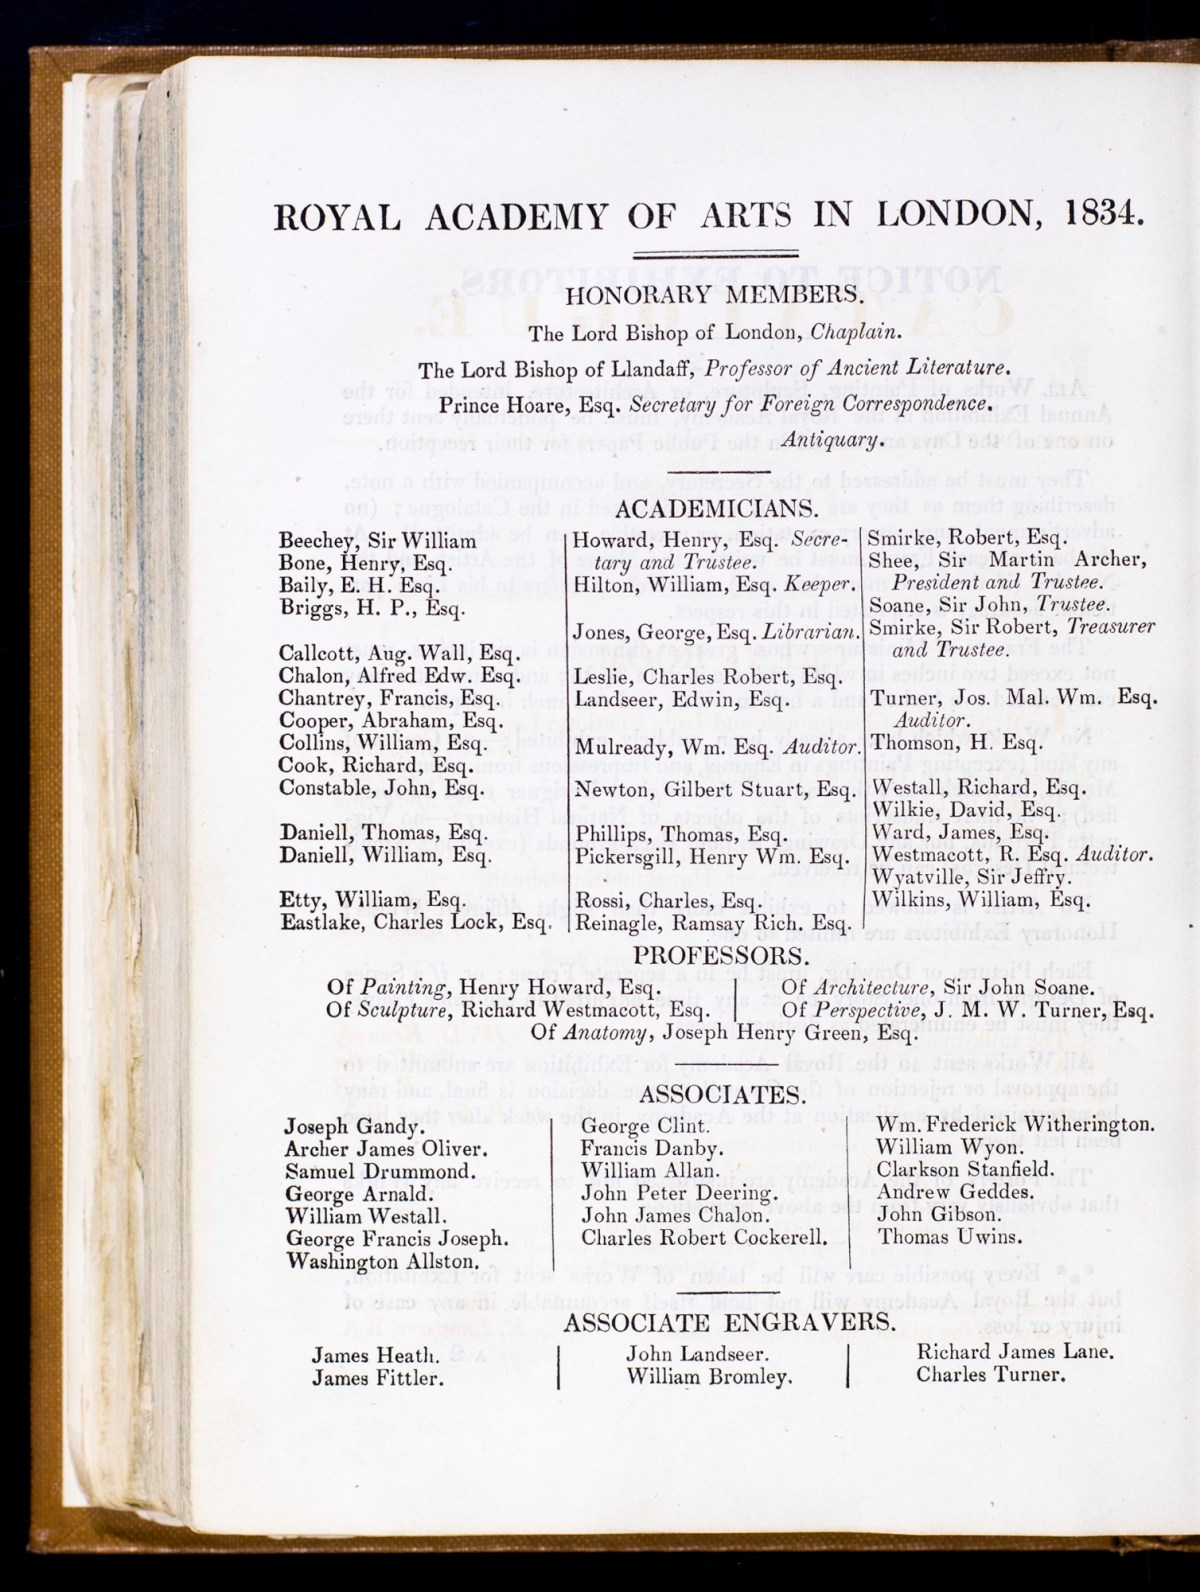 ROYAL ACADEMY OF ARTS IN LONDON, 1834.
HONORARY MEMBERS.
The Lord Bishop of London, Chaplain.
The Lord Bishop of Llandaff, Professor of Ancient Literature.
Prince Hoare, Esq. Secretary for Foreign Correspondence.
Antiquary.
ACADEMICIANS.
Beechey, Sir William
Bone, Henry, Esq.
Baily, E. H. Esq.
Briggs, H. P., Esq.
Callcott, Aug. Wall, Esq.
Chalon, Alfred Edw. Esq.
Chantrey, Francis, Esq.
Cooper, Abraham, Esq.
Collins, William, Esq.
Cook, Richard, Esq.
Constable, John, Esq.
Daniell, Thomas, Esq.
Daniell, William, Esq.
Etty, William, Esq.
Eastlake, Charles Lock, Esq.
Howard, Henry, Esq. Secre-
tary and Trustee.
Hilton, William, Esq. Keeper.
Jones, George, Esq. Librarian.
Leslie, Charles Robert, Esq.
Landseer, Edwin, Esq.
Mulready, Wm. Esq. Auditor.
Newton, Gilbert Stuart, Esq.
Phillips, Thomas, Esq.
Pickersgill, Henry Wm. Esq.
Rossi, Charles, Esq.
Reinagle, Ramsay Rich. Esq.
Smirke, Robert, Esq.
Shee, Sir Martin Archer,
President and Trustee.
Soane, Sir John, Trustee.
Smirke, Sir Robert, Treasurer
and Trustee.
Turner, Jos. Mal. Wm. Esq.
Auditor.
Thomson, H. Esq.
Westall, Richard, Esq.
Wilkie, David, Esq.
Ward, James, Esq.
Westmacott, R. Esq. Auditor.
Wyatville, Sir Jeffry.
Wilkins, William, Esq.
PROFESSORS.
Of Painting, Henry Howard, Esq.
Of Sculpture, Richard Westmacott, Esq.
Of Architecture, Sir John Soane.
Of Perspective, J. M. W. Turner, Esq.
Of Anatomy, Joseph Henry Green, Esq.
ASSOCIATES.
Joseph Gandy.
Archer James Oliver.
Samuel Drummond.
George Arnald.
William Westall.
George Francis Joseph.
Washington Allston.
George Clint.
Francis Danby.
William Allan.
John Peter Deering.
John James Chalon.
Charles Robert Cockerell.
Wm. Frederick Witherington.
William Wyon.
Clarkson Stanfield.
Andrew Geddes.
John Gibson.
Thomas Uwins.
ASSOCIATE ENGRAVERS.
James Heath.
James Fittler.
John Landseer.
William Bromley.
Richard James Lane.
Charles Turner.